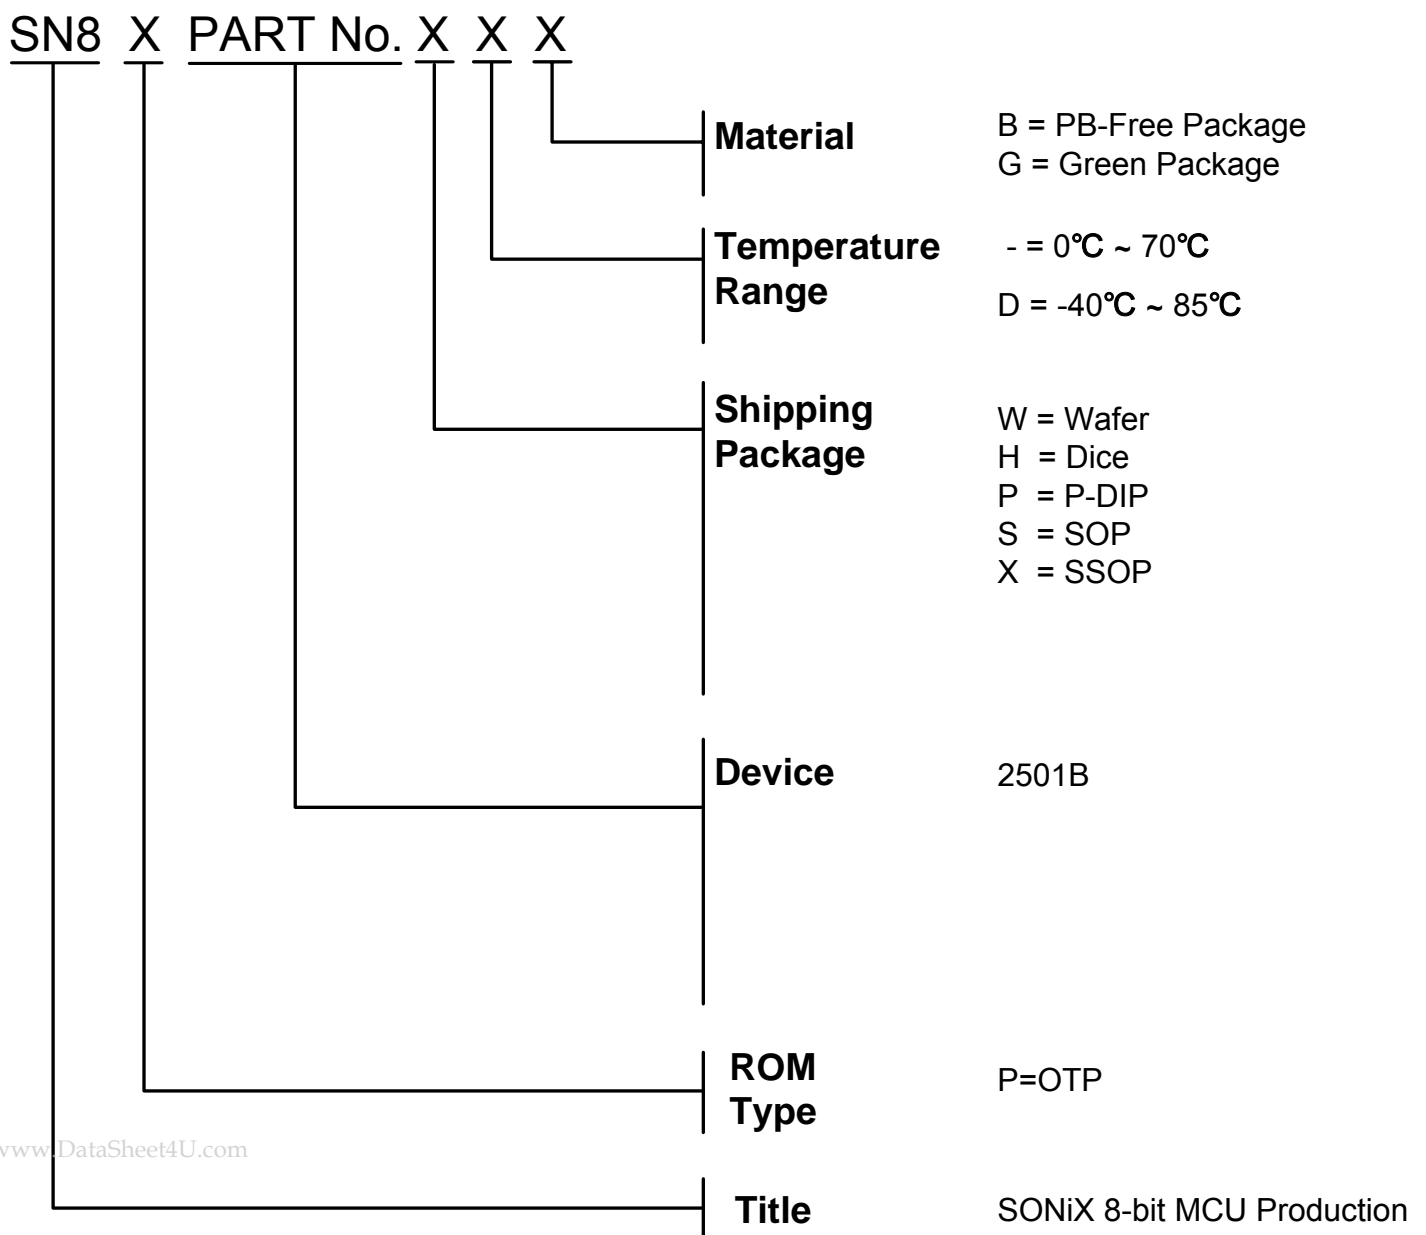 SN8 X PART No. X X X
Material
B = PB-Free Package
G = Green Package
Temperature
Range
- = 0℃ ~ 70℃
D = -40℃ ~ 85℃
Shipping
Package
W = Wafer
H = Dice
P = P-DIP
S = SOP
X = SSOP
Device
2501B
ROM
Type
P=OTP
www.DataSheet4U.com
Title
SONiX 8-bit MCU Production